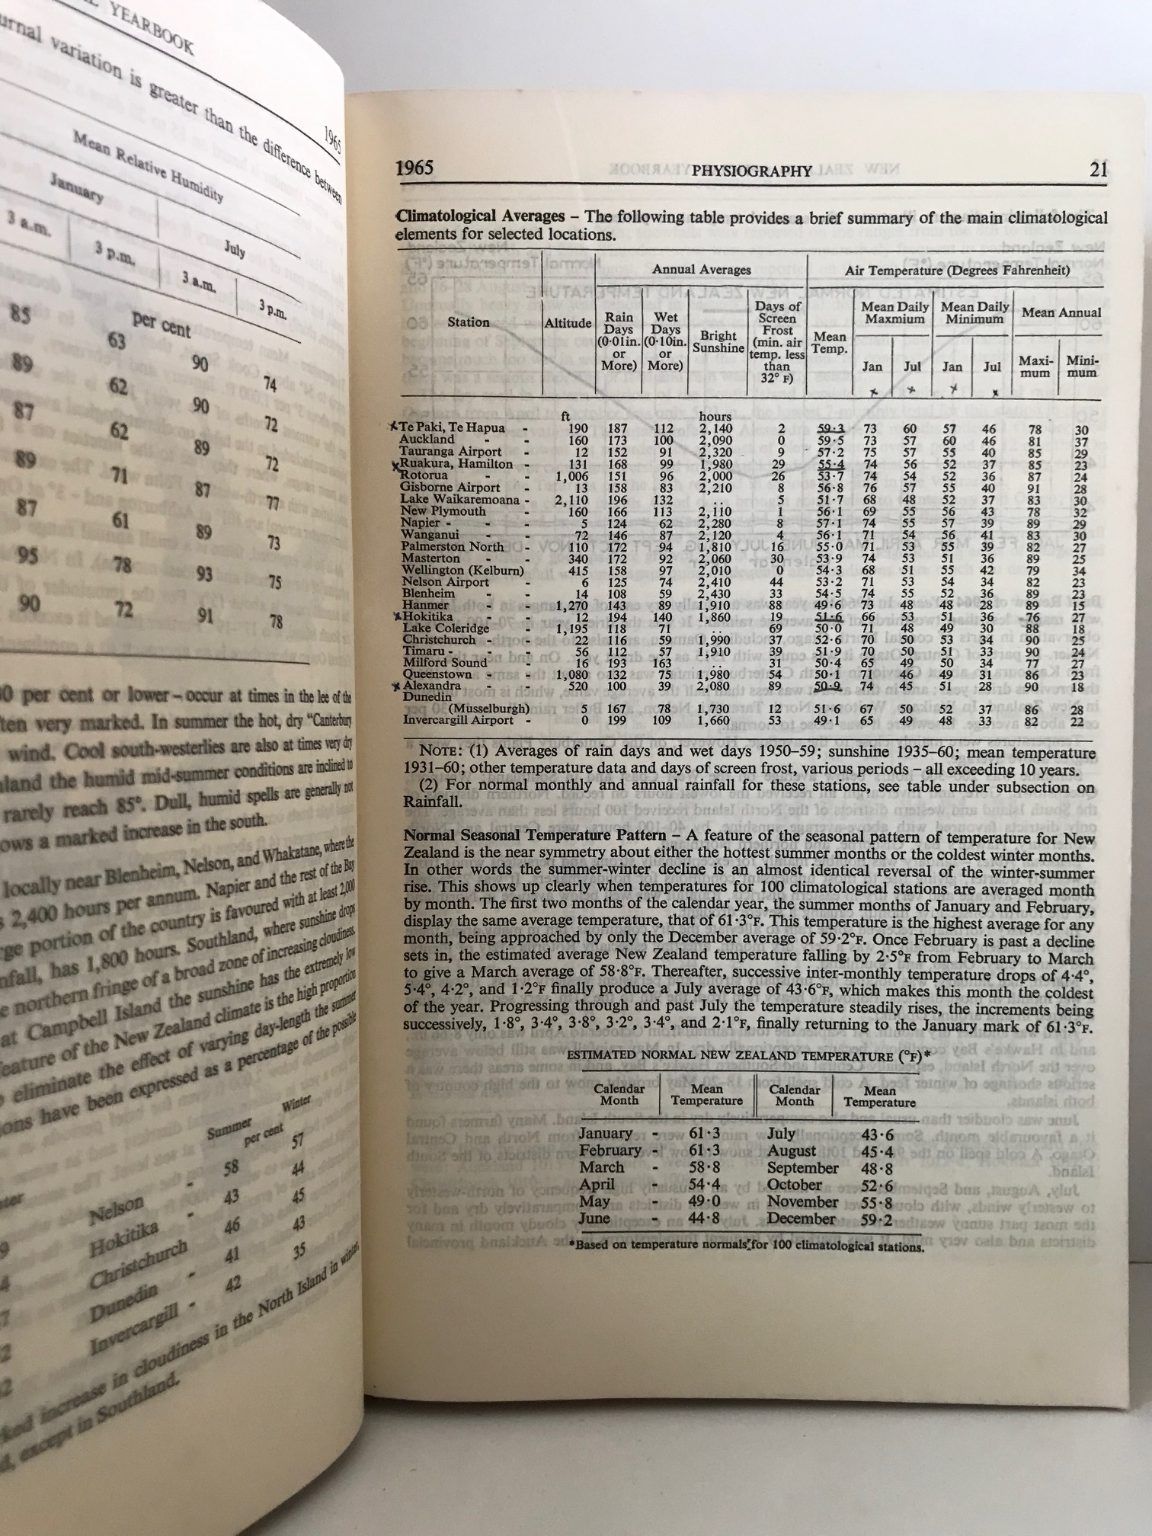 YEARBOOK
1965
urnal variation is greater than the difference between
Mean Relative Humidity
January
July
3 a.m.
3 p.m.
3 a.m.
3 p.m.
per cent
85 63 90 74
89 62 90 72
87 62 89 72
89 71 87 77
87 61 89 73
95 78 93 75
90 72 91 78
0 per cent or lower – occur at times in the lee of the
ten very marked. In summer the hot, dry "Canterbury
wind. Cool south-westerlies are also at times very dry
land the humid mid-summer conditions are inclined to
rarely reach 85°. Dull, humid spells are generally not
ows a marked increase in the south.
locally near Blenheim, Nelson, and Whakatane, where the
2,400 hours per annum. Napier and the rest of the Bay
ge portion of the country is favoured with at least 2,000
nfall, has 1,800 hours. Southland, where sunshine drops
e northern fringe of a broad zone of increasing cloudiness.
at Campbell Island the sunshine has the extremely low
eature of the New Zealand climate is the high proportion
o eliminate the effect of varying day-length the summer
ons have been expressed as a percentage of the possible
Summer Winter
per cent
Nelson - 58 57
Hokitika - 43 44
Christchurch - 46 45
Dunedin - 41 43
Invercargill - 42 35
ked increase in cloudiness in the North Island in winter,
d, except in Southland.
1965 PHYSIOGRAPHY 21
Climatological Averages – The following table provides a brief summary of the main climatological
elements for selected locations.
Annual Averages
Air Temperature (Degrees Fahrenheit)
Station
Altitude
Rain Days (0·01in. or More)
Wet Days (0·10in. or More)
Bright Sunshine
Days of Screen Frost (min. air temp. less than 32° F)
Mean Temp.
Mean Daily Maxmium
Mean Daily Minimum
Mean Annual
Jan Jul Jan Jul Maxi-mum Mini-mum
ft hours
Te Paki, Te Hapua - 190 187 112 2,140 2 59·3 73 60 57 46 78 30
Auckland - - 160 173 100 2,090 0 59·5 73 57 60 46 81 37
Tauranga Airport - 12 152 91 2,320 9 57·2 75 57 55 40 85 29
Ruakura, Hamilton - 131 168 99 1,980 29 55·4 74 56 52 37 85 23
Rotorua - - 1,006 151 96 2,000 26 53·7 74 54 52 36 87 24
Gisborne Airport - 13 158 83 2,210 8 56·8 76 57 55 40 91 28
Lake Waikaremoana - 2,110 196 132 .. 5 51·7 68 48 52 37 83 30
New Plymouth - 160 166 113 2,110 1 56·1 69 55 56 43 78 32
Napier - - - 5 124 62 2,280 8 57·1 74 55 57 39 89 29
Wanganui - - 72 146 87 2,120 4 56·1 71 54 56 41 83 30
Palmerston North - 110 172 94 1,810 16 55·0 71 53 55 39 82 27
Masterton - - 340 172 92 2,060 30 53·9 74 53 51 36 89 25
Wellington (Kelburn) 415 158 97 2,010 0 54·3 68 51 55 42 79 34
Nelson Airport - 6 125 74 2,410 44 53·2 71 53 54 34 82 23
Blenheim - - 14 108 59 2,430 33 54·5 74 55 52 36 89 23
Hanmer - - 1,270 143 89 1,910 88 49·6 73 48 48 28 89 15
Hokitika - - 12 194 140 1,860 19 51·6 66 53 51 36 76 27
Lake Coleridge - 1,195 118 71 .. 69 50·0 71 48 49 30 88 18
Christchurch - - 22 116 59 1,990 37 52·6 70 50 53 34 90 25
Timaru - - - 56 112 57 1,910 39 51·9 70 50 51 33 90 24
Milford Sound - 16 193 163 .. 31 50·4 65 49 50 34 77 27
Queenstown - - 1,080 132 75 1,980 54 50·1 71 46 49 31 86 23
Alexandra - - 520 100 39 2,080 89 50·9 74 45 51 28 90 18
Dunedin
(Musselburgh) 5 167 78 1,730 12 51·6 67 50 52 37 86 28
Invercargill Airport - 0 199 109 1,660 53 49·1 65 49 48 33 82 22
NOTE: (1) Averages of rain days and wet days 1950–59; sunshine 1935–60; mean temperature
1931–60; other temperature data and days of screen frost, various periods – all exceeding 10 years.
(2) For normal monthly and annual rainfall for these stations, see table under subsection on
Rainfall.
Normal Seasonal Temperature Pattern – A feature of the seasonal pattern of temperature for New
Zealand is the near symmetry about either the hottest summer months or the coldest winter months.
In other words the summer-winter decline is an almost identical reversal of the winter-summer
rise. This shows up clearly when temperatures for 100 climatological stations are averaged month
by month. The first two months of the calendar year, the summer months of January and February,
display the same average temperature, that of 61·3°F. This temperature is the highest average for any
month, being approached by only the December average of 59·2°F. Once February is past a decline
sets in, the estimated average New Zealand temperature falling by 2·5°F from February to March
to give a March average of 58·8°F. Thereafter, successive inter-monthly temperature drops of 4·4°,
5·4°, 4·2°, and 1·2°F finally produce a July average of 43·6°F, which makes this month the coldest
of the year. Progressing through and past July the temperature steadily rises, the increments being
successively, 1·8°, 3·4°, 3·8°, 3·2°, 3·4°, and 2·1°F, finally returning to the January mark of 61·3°F.
ESTIMATED NORMAL NEW ZEALAND TEMPERATURE (°F)*
Calendar Month
Mean Temperature
Calendar Month
Mean Temperature
January - 61·3 July 43·6
February - 61·3 August 45·4
March - 58·8 September 48·8
April - 54·4 October 52·6
May - 49·0 November 55·8
June - 44·8 December 59·2
*Based on temperature normals for 100 climatological stations.